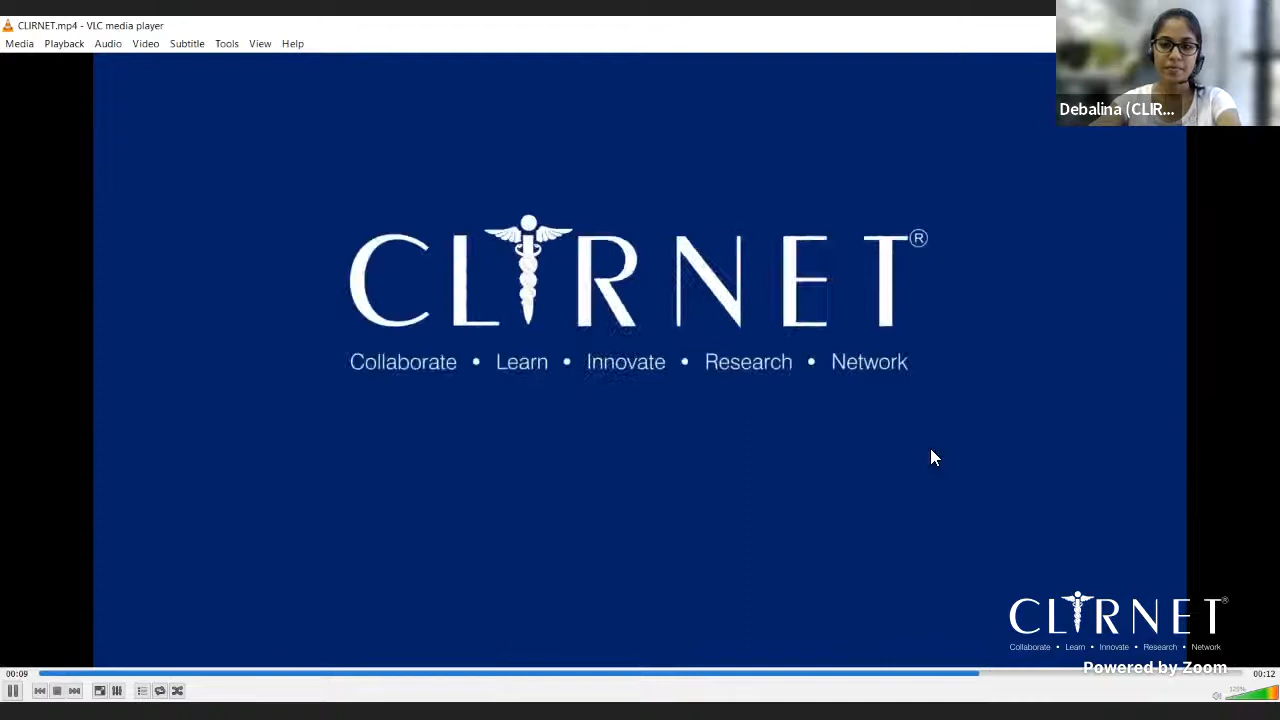 CLIRNET.mp4 - VLC media player
Media Playback Audio Video Subtitle Tools View Help
Debalina (CLIR...
CLIRNET®
Collaborate • Learn • Innovate • Research • Network
CLIRNET®
Collaborate • Learn • Innovate • Research • Network
Powered by Zoom
00:09 00:12
125%